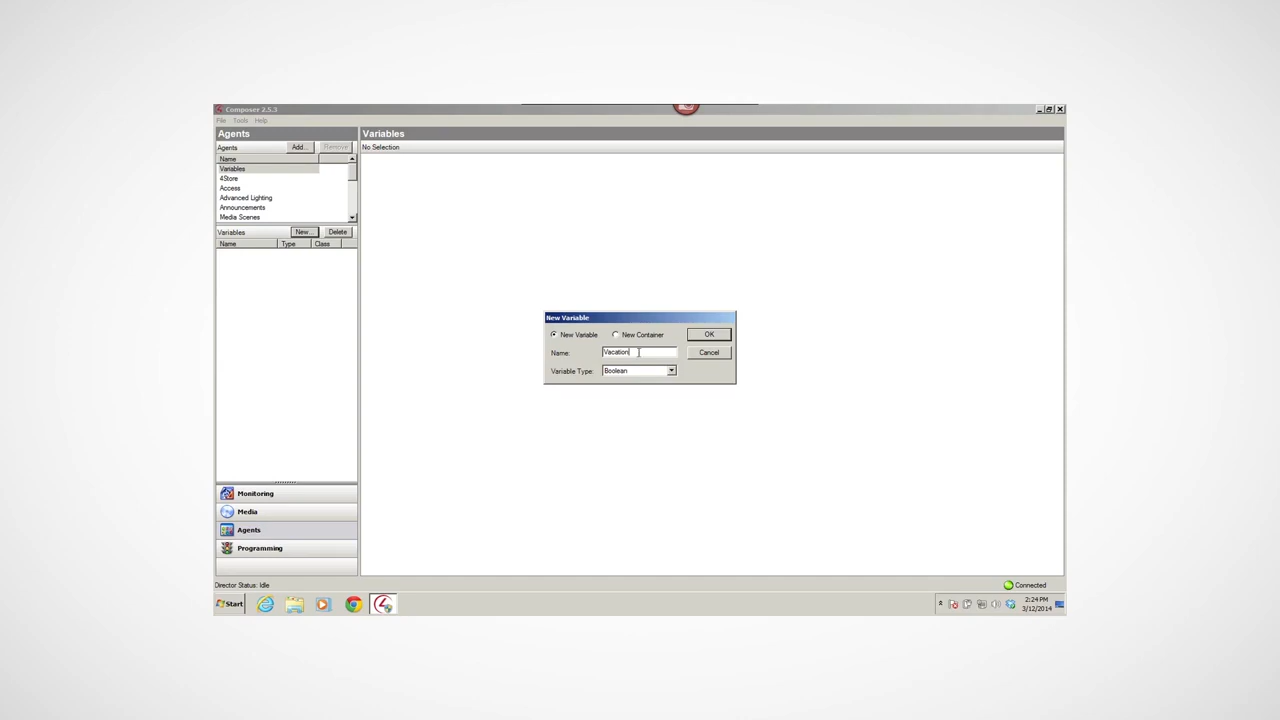 Composer 2.5.3
File Tools Help
Agents
Variables
Agents Add... Remove
No Selection
Name
Variables
4Store
Access
Advanced Lighting
Announcements
Media Scenes
Variables New... Delete
Name Type Class
New Variable
New Variable New Container OK
Name: Vacation Cancel
Variable Type: Boolean
Monitoring
Media
Agents
Programming
Director Status: Idle
Connected
Start
2:24 PM
3/12/2014